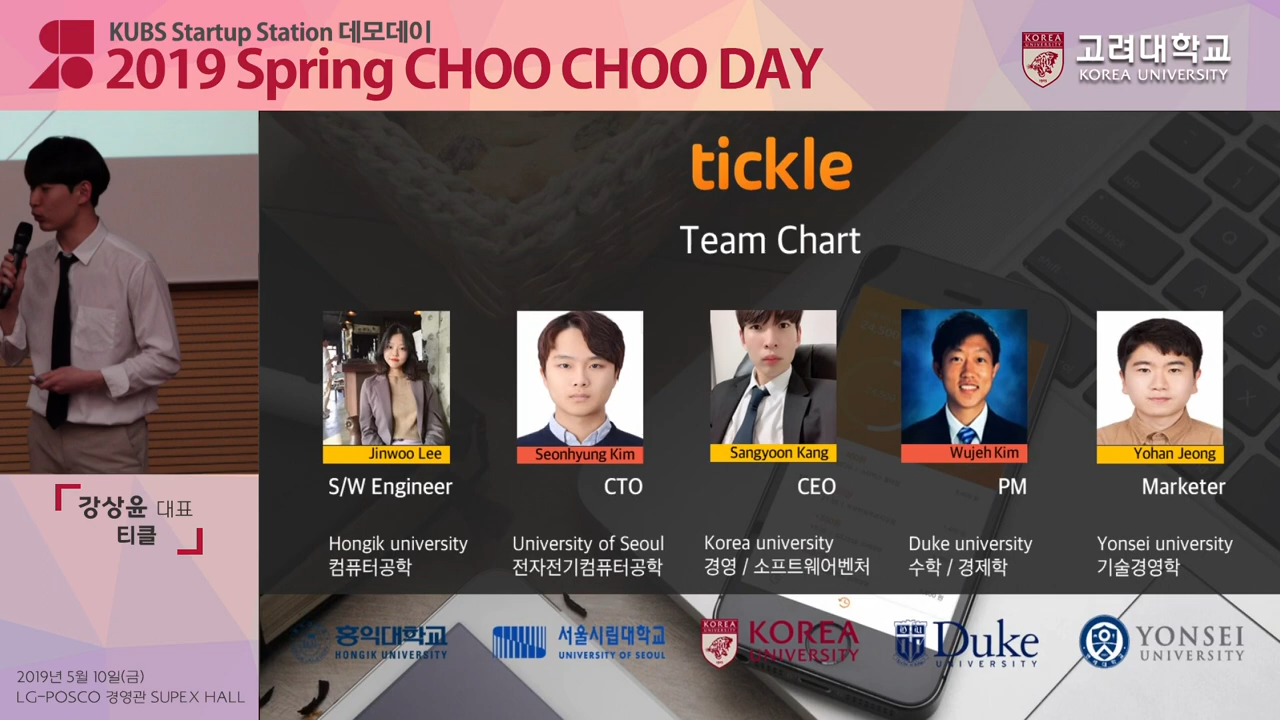 KUBS Startup Station 데모데이
2019 Spring CHOO CHOO DAY
KOREA
UNIVERSITY
고려대학교
KOREA UNIVERSITY
tickle
Team Chart
Jinwoo Lee
Seonhyung Kim
Sangyoon Kang
Wujeh Kim
Yohan Jeong
S/W Engineer
CTO
CEO
PM
Marketer
Hongik university
컴퓨터공학
University of Seoul
전자전기컴퓨터공학
Korea university
경영 / 소프트웨어벤처
Duke university
수학 / 경제학
Yonsei university
기술경영학
홍익대학교
HONGIK UNIVERSITY
서울시립대학교
UNIVERSITY OF SEOUL
KOREA
UNIVERSITY
Duke
UNIVERSITY
YONSEI
UNIVERSITY
강상윤 대표
티클
2019년 5월 10일(금)
LG-POSCO 경영관 SUPEX HALL